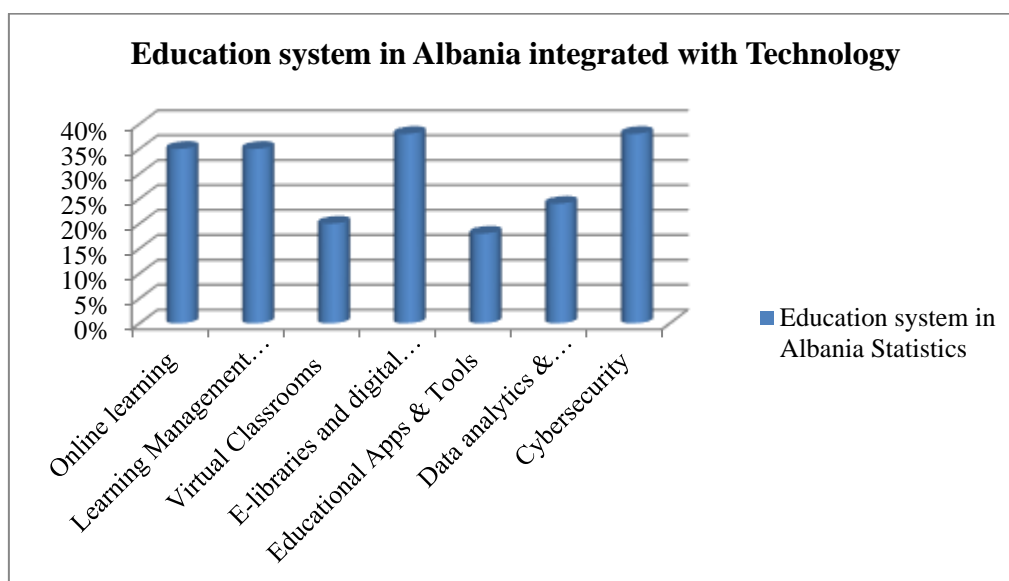 Education system in Albania integrated with Technology
40%
35%
30%
25%
20%
15%
10%
5%
0%
Online learning
Learning Management…
Virtual Classrooms
E-libraries and digital…
Educational Apps & Tools
Data analytics &…
Cybersecurity
Education system in
Albania Statistics